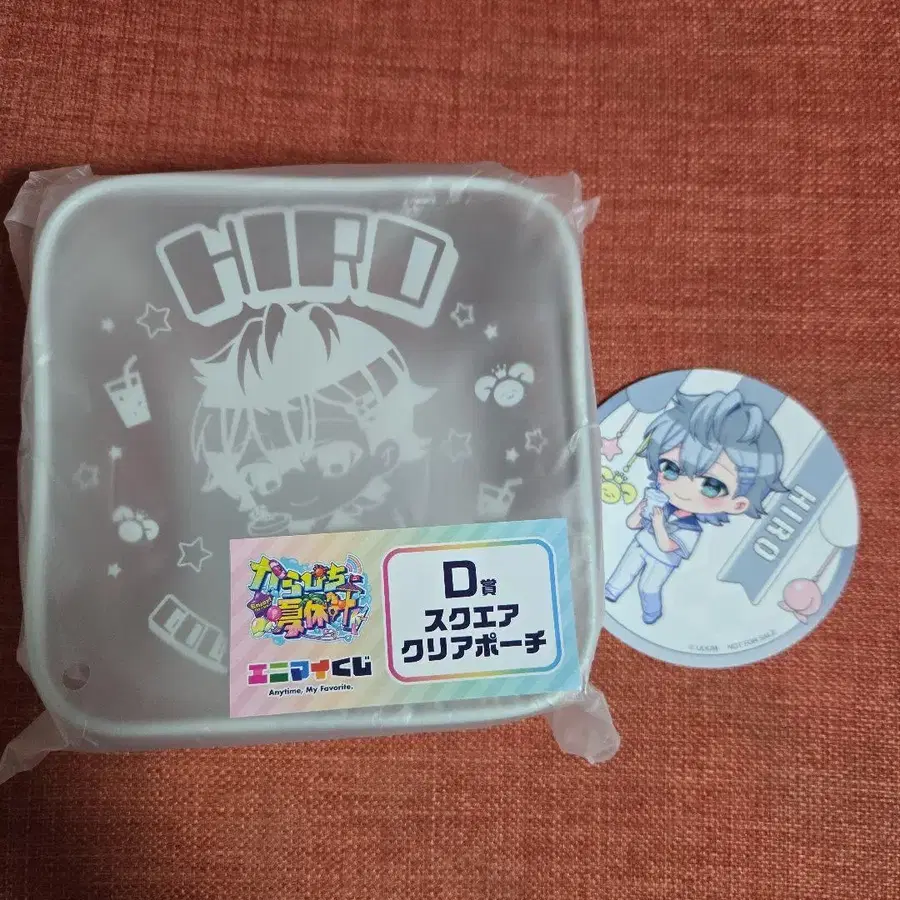 HIRO
からぴち
夏休み!!
エニマイくじ
Anytime, My Favorite.
D賞
スクエア
クリアポーチ
HIRO
NOT FOR SALE